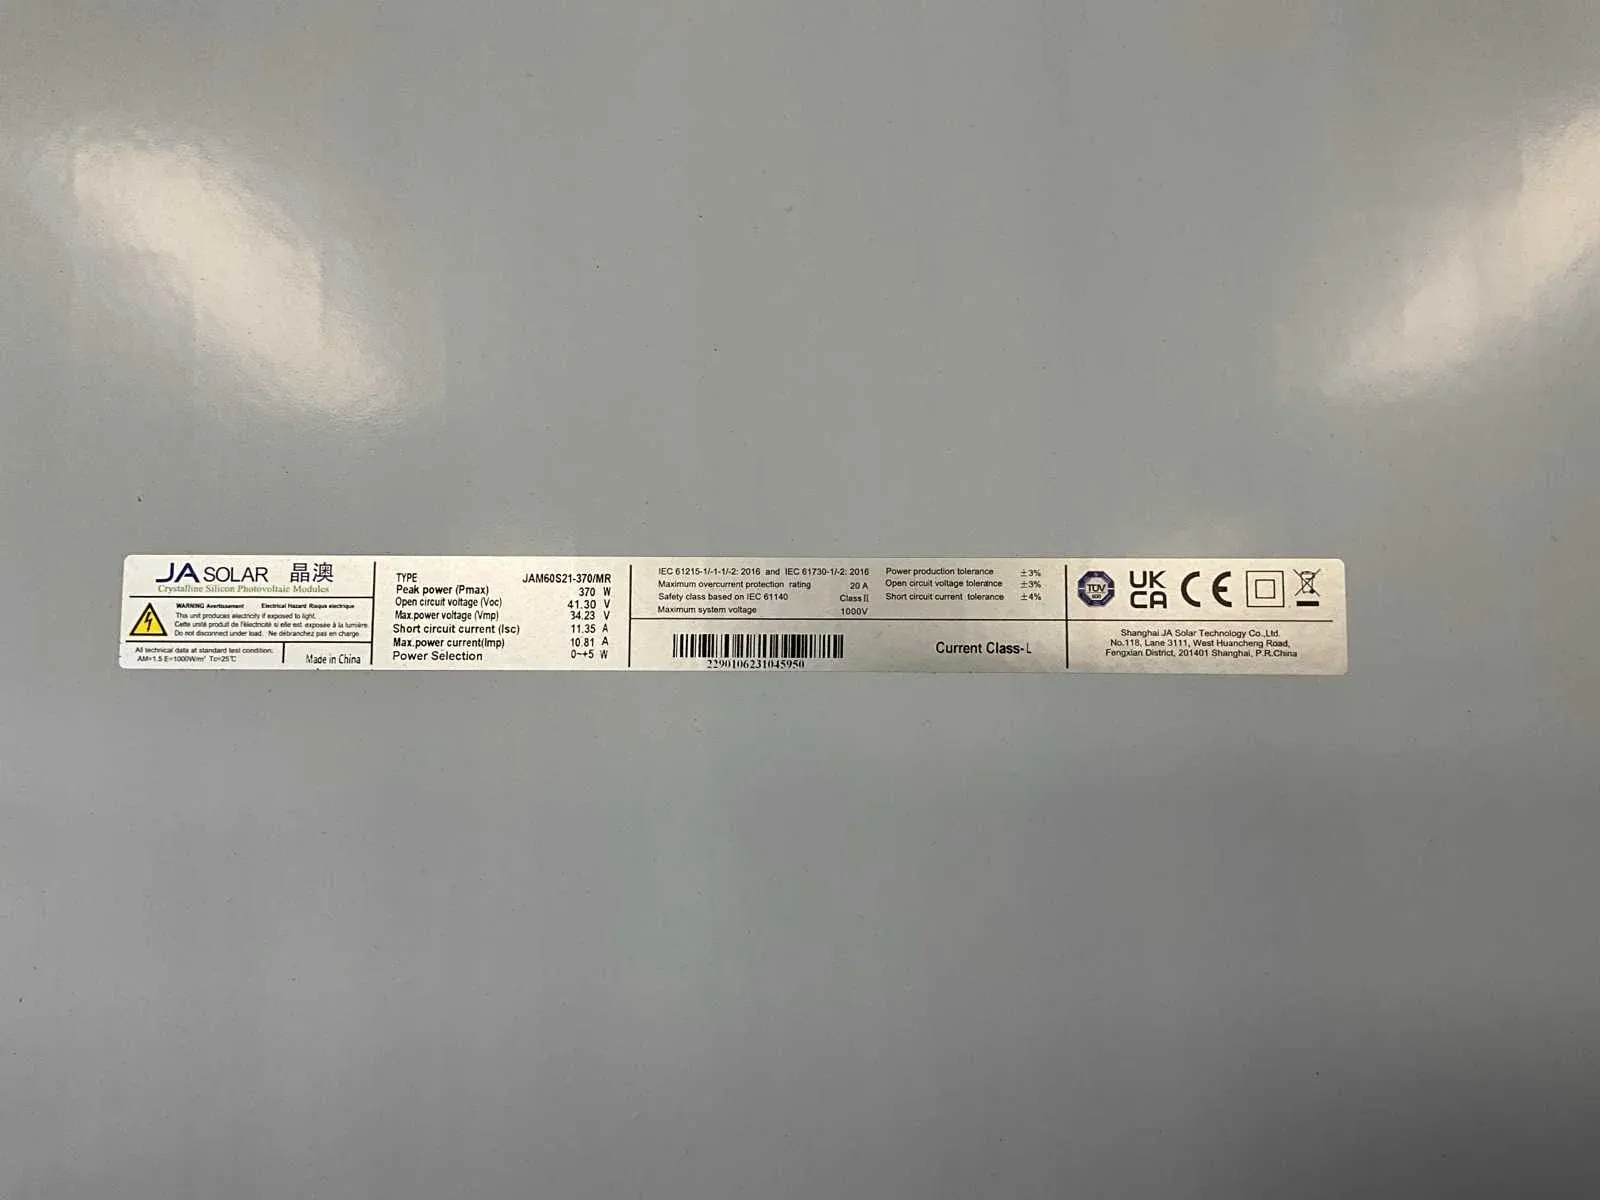 JA SOLAR 晶澳
Crystalline Silicon Photovoltaic Modules
WARNING Avertissement Electrical Hazard Risque electrique
This unit produces electricity if exposed to light.
Cette unité produit de l'électricité si elle est exposée à la lumière.
Do not disconnect under load. Ne débranchez pas en charge.
All technical data at standard test condition:
AM=1.5 E=1000W/m² Tc=25℃
Made in China
TYPE JAM60S21-370/MR
Peak power (Pmax) 370 W
Open circuit voltage (Voc) 41.30 V
Max.power voltage (Vmp) 34.23 V
Short circuit current (Isc) 11.35 A
Max.power current(Imp) 10.81 A
Power Selection 0~+5 W
IEC 61215-1/-1-1/-2: 2016 and IEC 61730-1/-2: 2016
Maximum overcurrent protection rating 20 A
Safety class based on IEC 61140 Class II
Maximum system voltage 1000V
Power production tolerance ±3%
Open circuit voltage tolerance ±3%
Short circuit current tolerance ±4%
2290106231045950
Current Class-L
TÜV
UK
CA
CE
Shanghai JA Solar Technology Co.,Ltd.
No.118, Lane 3111, West Huancheng Road,
Fengxian District, 201401 Shanghai, P.R.China